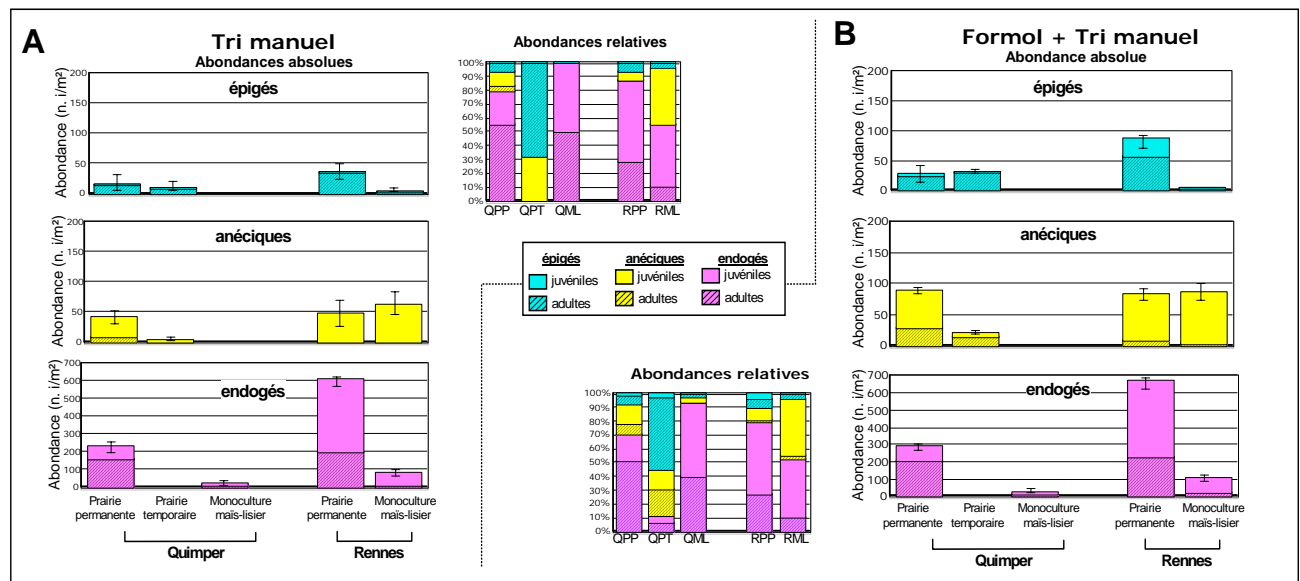 A
Tri manuel
Abondances absolues
Abondance (n. i/m²)
200
150
100
50
0
épigés
Abondance (n. i/m²)
200
150
100
50
0
anéciques
Abondance (n. i/m²)
700
600
500
400
300
200
100
0
endogés
Prairie permanente
Prairie temporaire
Monoculture maïs-lisier
Prairie permanente
Monoculture maïs-lisier
Quimper
Rennes
Abondances relatives
100%
90%
80%
70%
60%
50%
40%
30%
20%
10%
0%
QPP QPT QML RPP RML
épigés anéciques endogés
juvéniles juvéniles juvéniles
adultes adultes adultes
Abondances relatives
100%
90%
80%
70%
60%
50%
40%
30%
20%
10%
0%
QPP QPT QML RPP RML
B
Formol + Tri manuel
Abondance absolue
Abondance (n. i/m²)
200
150
100
50
0
épigés
Abondance (n. i/m²)
200
150
100
50
0
anéciques
Abondance (n. i/m²)
700
600
500
400
300
200
100
0
endogés
Prairie permanente
Prairie temporaire
Monoculture maïs-lisier
Prairie permanente
Monoculture maïs-lisier
Quimper
Rennes